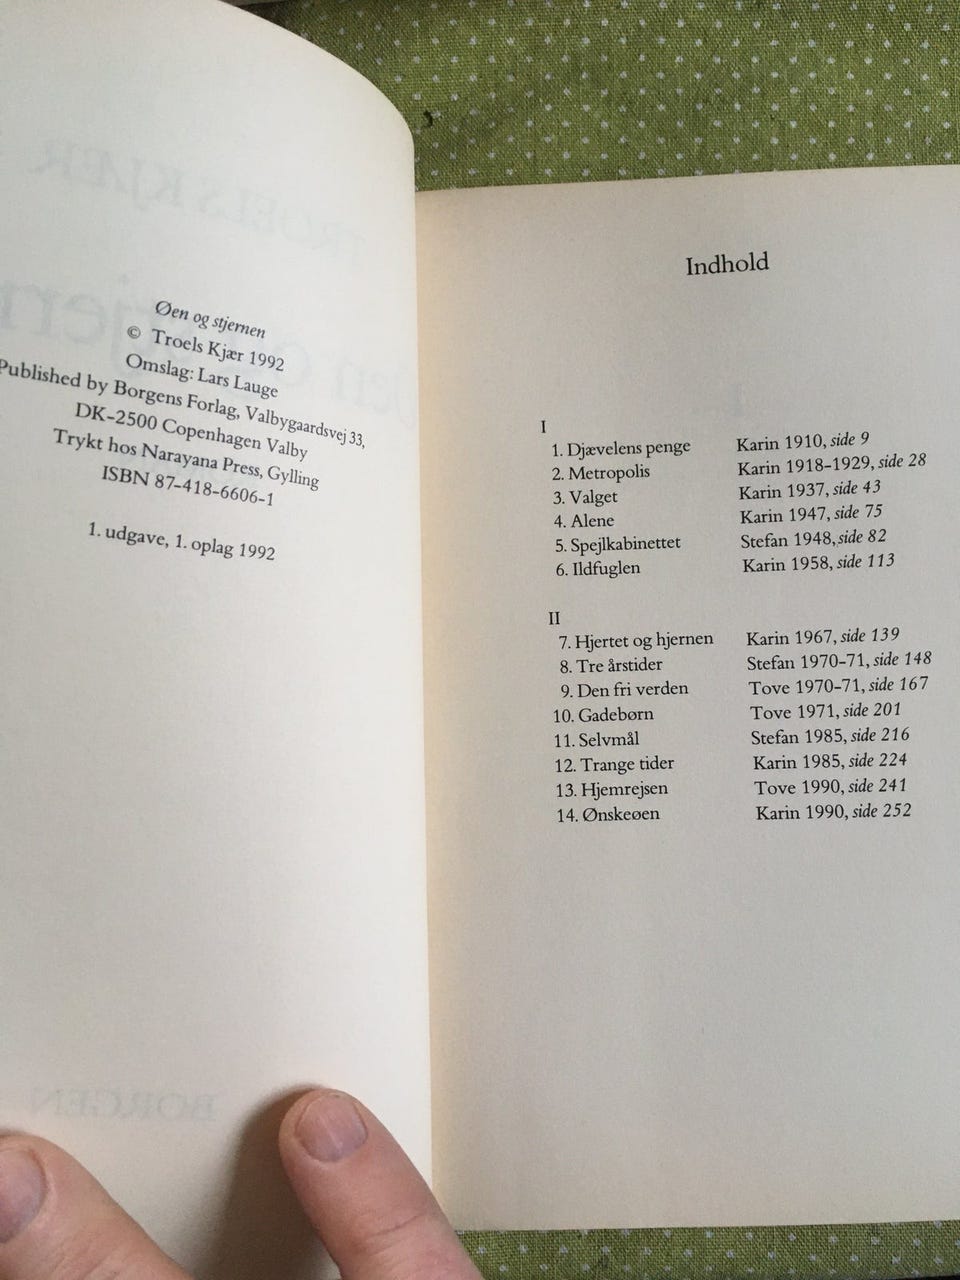 Øen og stjernen
© Troels Kjær 1992
Omslag: Lars Lauge
Published by Borgens Forlag, Valbygaardsvej 33,
DK-2500 Copenhagen Valby
Trykt hos Narayana Press, Gylling
ISBN 87-418-6606-1
1. udgave, 1. oplag 1992
Indhold
I
1. Djævelens penge Karin 1910, side 9
2. Metropolis Karin 1918-1929, side 28
3. Valget Karin 1937, side 43
4. Alene Karin 1947, side 75
5. Spejlkabinettet Stefan 1948, side 82
6. Ildfuglen Karin 1958, side 113
II
7. Hjertet og hjernen Karin 1967, side 139
8. Tre årstider Stefan 1970-71, side 148
9. Den fri verden Tove 1970-71, side 167
10. Gadebørn Tove 1971, side 201
11. Selvmål Stefan 1985, side 216
12. Trange tider Karin 1985, side 224
13. Hjemrejsen Tove 1990, side 241
14. Ønskeøen Karin 1990, side 252